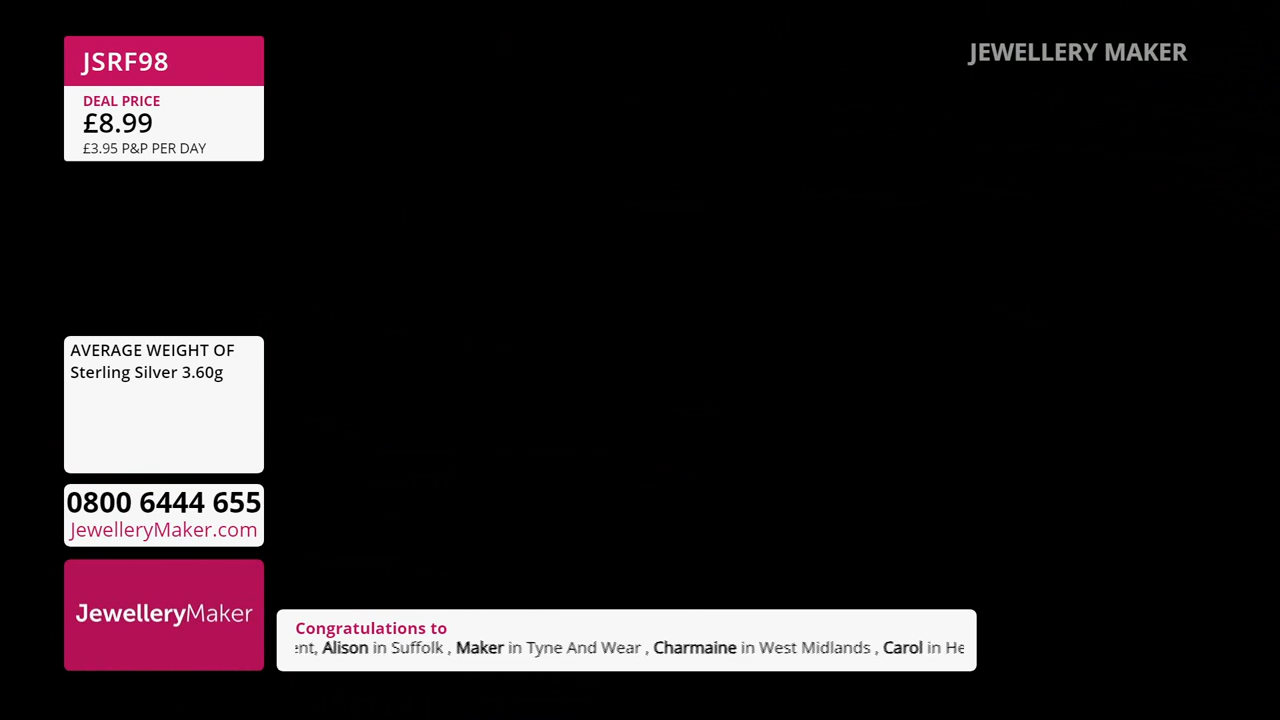 JSRF98
DEAL PRICE
£8.99
£3.95 P&P PER DAY
JEWELLERY MAKER
AVERAGE WEIGHT OF
Sterling Silver 3.60g
0800 6444 655
JewelleryMaker.com
JewelleryMaker
Congratulations to
Alison in Suffolk , Maker in Tyne And Wear , Charmaine in West Midlands , Carol in